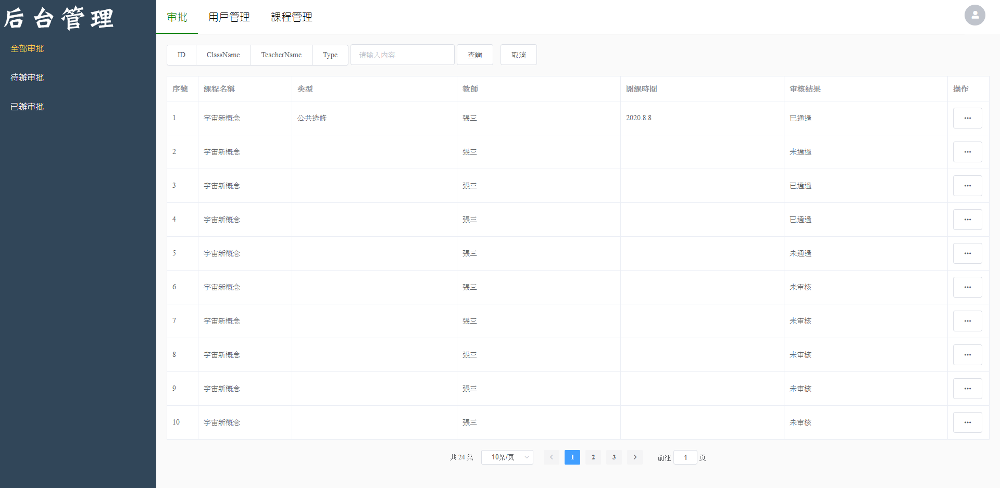 后台管理
审批 用戶管理 課程管理
全部审批
待辦审批
已辦审批
ID ClassName TeacherName Type 请输入内容 查詢 取消
序號 課程名稱 类型 教師 開課時間 审核結果 操作
1 宇宙新概念 公共选修 張三 2020.8.8 已通過
2 宇宙新概念 張三 未通過
3 宇宙新概念 張三 已通過
4 宇宙新概念 張三 已通過
5 宇宙新概念 張三 未通過
6 宇宙新概念 張三 未审核
7 宇宙新概念 張三 未审核
8 宇宙新概念 張三 未审核
9 宇宙新概念 張三 未审核
10 宇宙新概念 張三 未审核
共 24 条 10条/页 1 2 3 前往 1 页